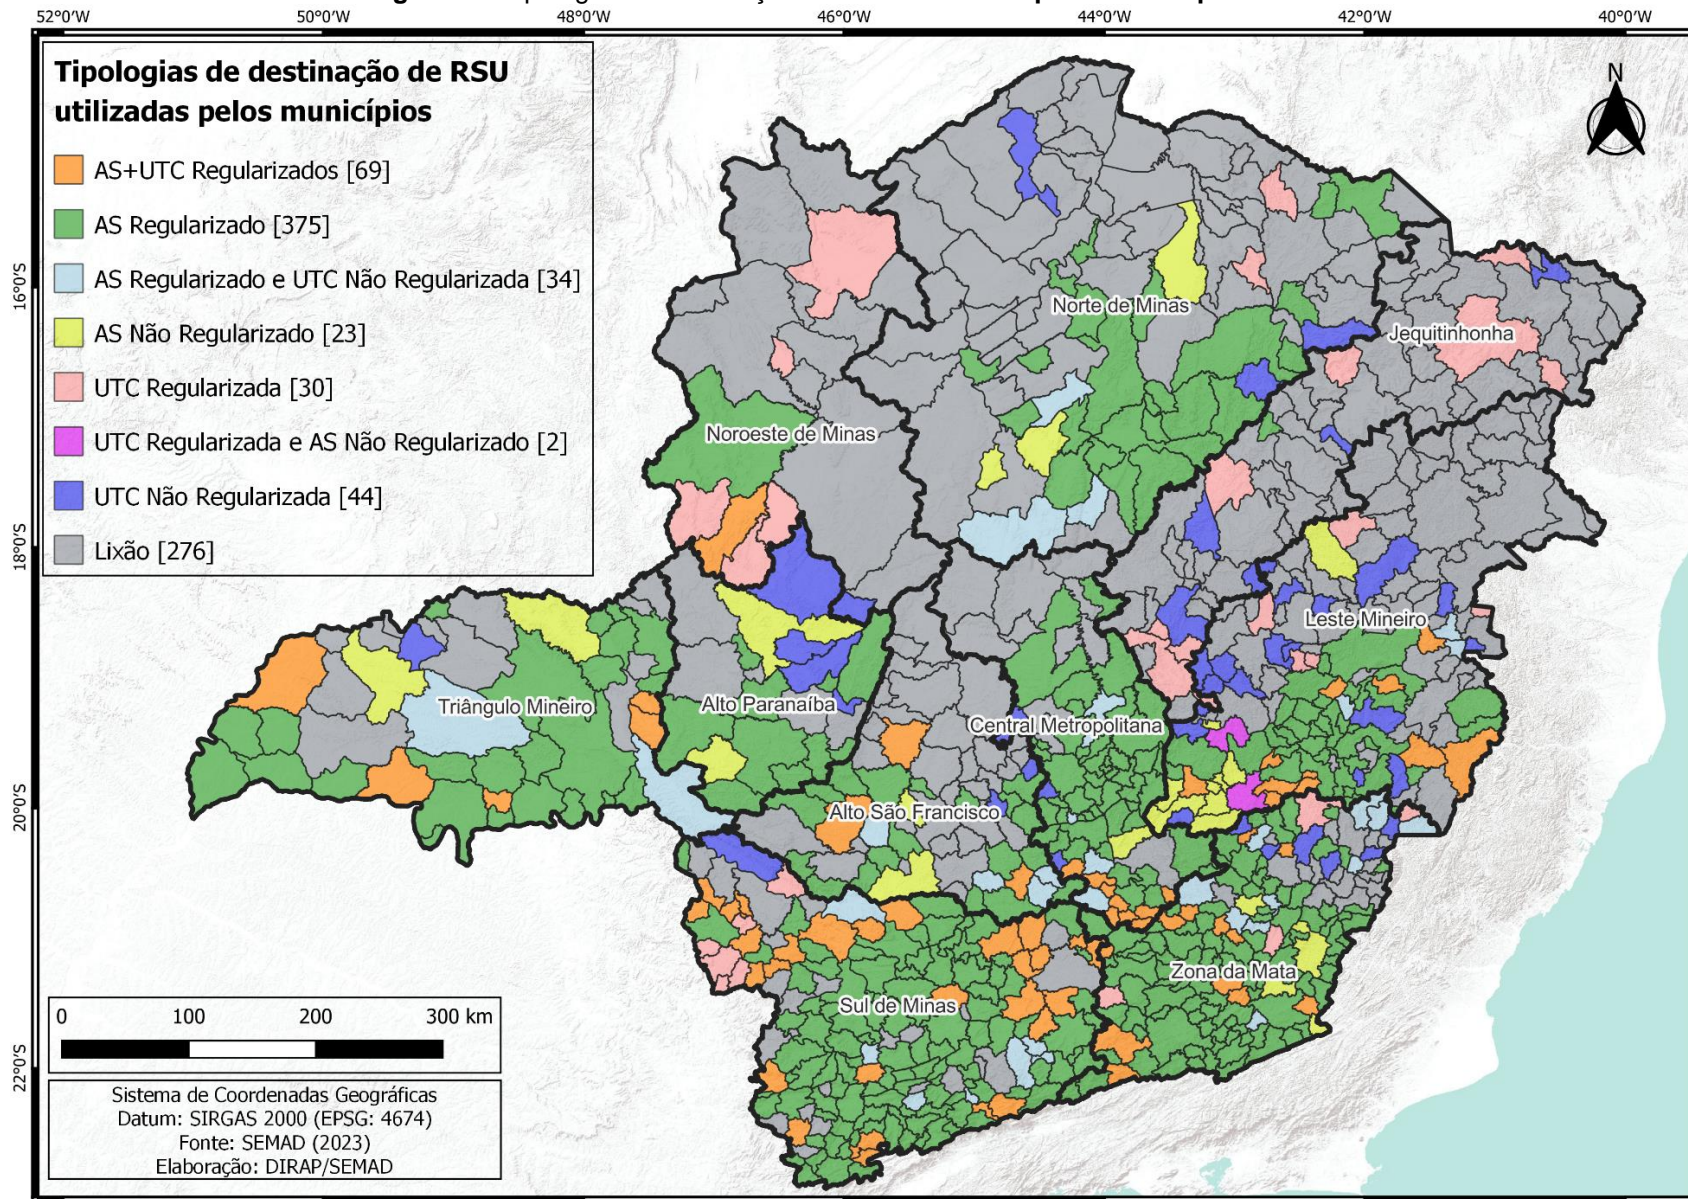 52°0'W 50°0'W 48°0'W 46°0'W 44°0'W 42°0'W 40°0'W
Tipologias de destinação de RSU
utilizadas pelos municípios
AS+UTC Regularizados [69]
AS Regularizado [375]
AS Regularizado e UTC Não Regularizada [34]
AS Não Regularizado [23]
UTC Regularizada [30]
UTC Regularizada e AS Não Regularizado [2]
UTC Não Regularizada [44]
Lixão [276]
N
16°0'S
18°0'S
20°0'S
22°0'S
Norte de Minas
Jequitinhonha
Noroeste de Minas
Leste Mineiro
Triângulo Mineiro
Alto Paranaíba
Central Metropolitana
Alto São Francisco
Zona da Mata
Sul de Minas
0 100 200 300 km
Sistema de Coordenadas Geográficas
Datum: SIRGAS 2000 (EPSG: 4674)
Fonte: SEMAD (2023)
Elaboração: DIRAP/SEMAD